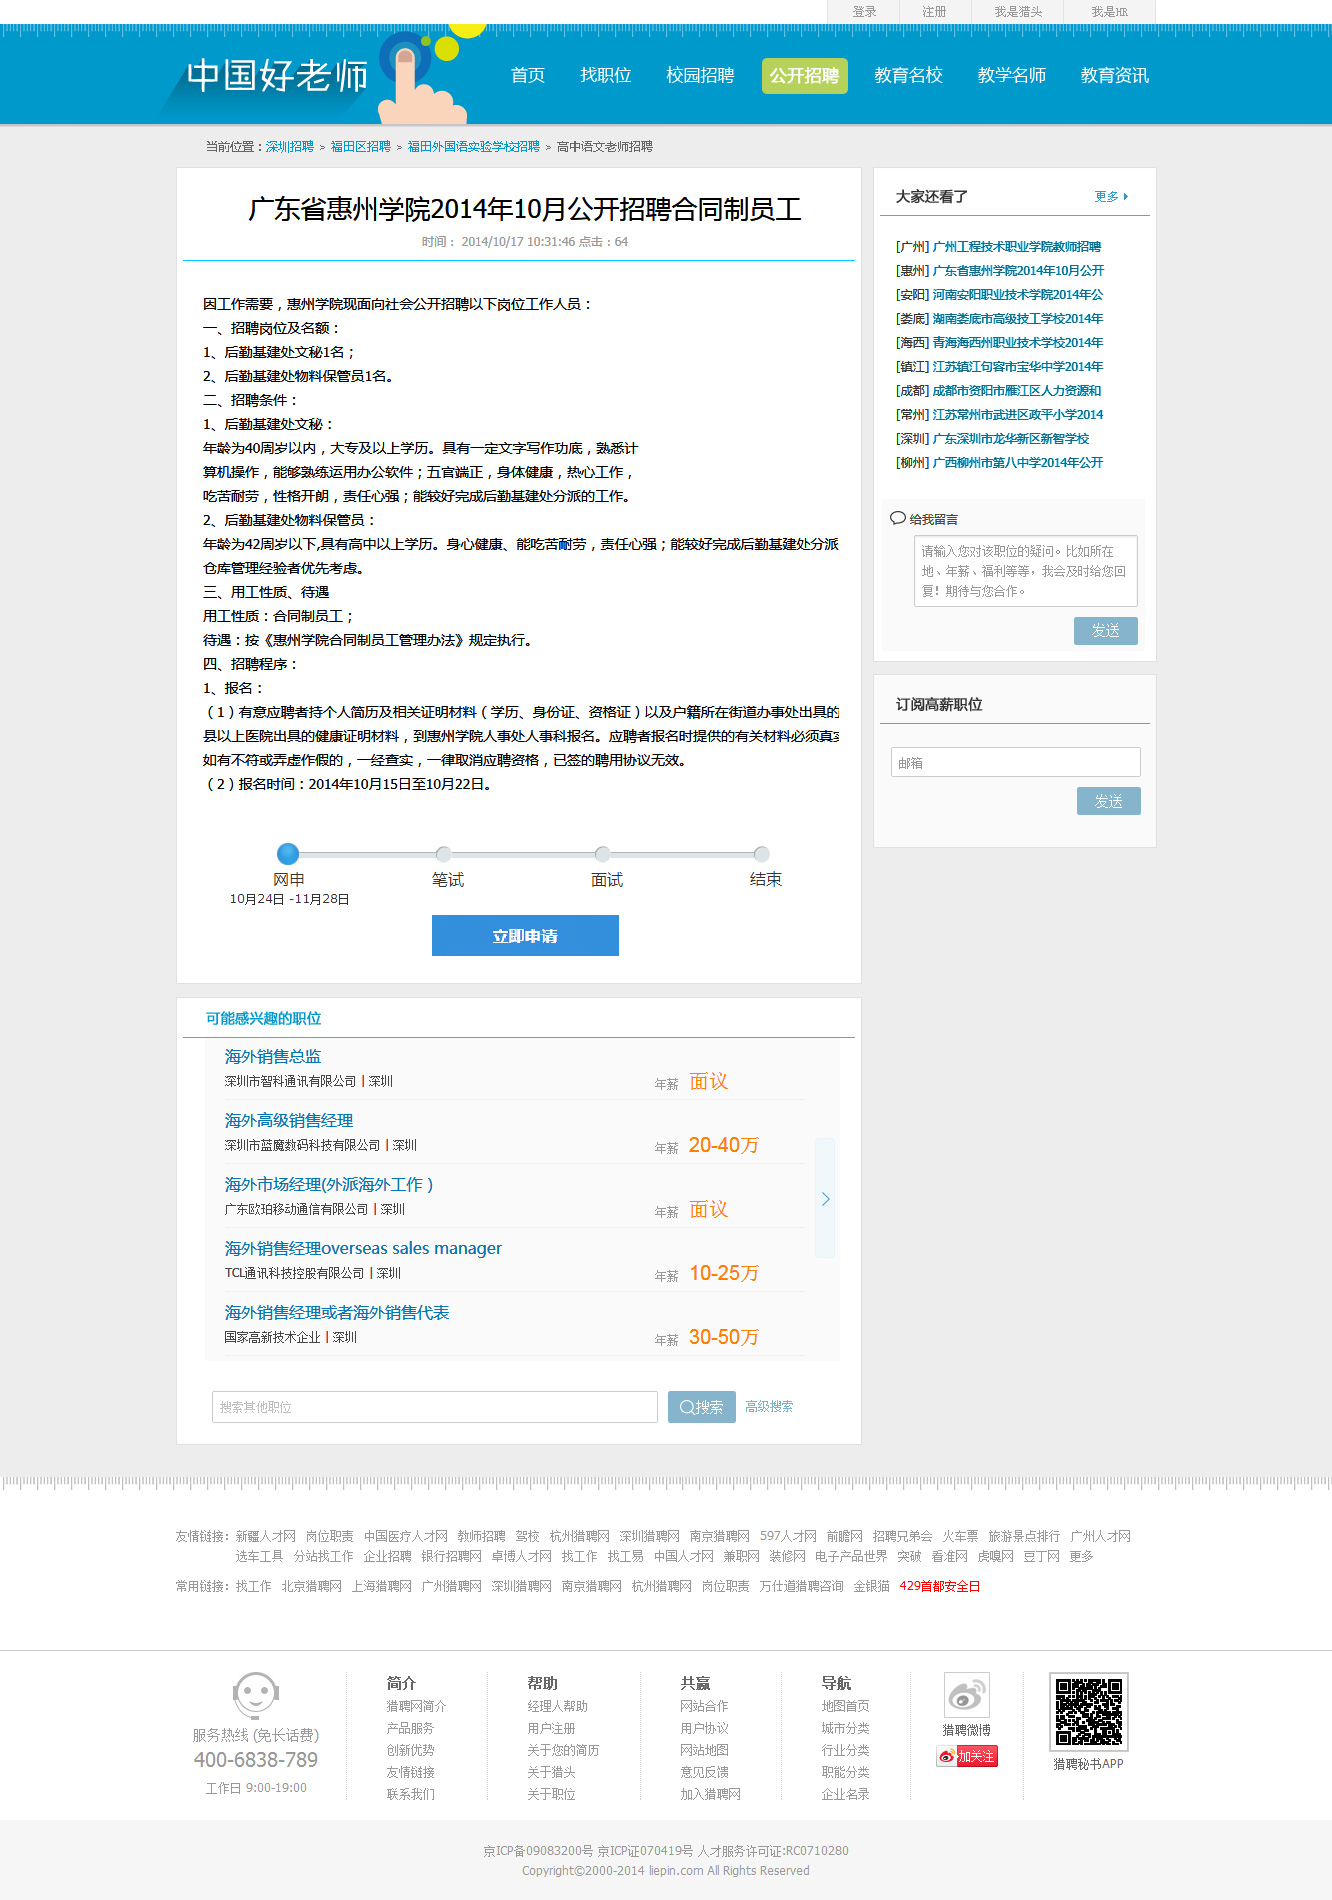 登录 注册 我是猎头 我是HR
中国好老师
首页 找职位 校园招聘 公开招聘 教育名校 教学名师 教育资讯
当前位置：深圳招聘 > 福田区招聘 > 福田外国语实验学校招聘 > 高中语文老师招聘
广东省惠州学院2014年10月公开招聘合同制员工
时间： 2014/10/17 10:31:46 点击：64
因工作需要，惠州学院现面向社会公开招聘以下岗位工作人员：
一、招聘岗位及名额：
1、后勤基建处文秘1名；
2、后勤基建处物料保管员1名。
二、招聘条件：
1、后勤基建处文秘：
年龄为40周岁以内，大专及以上学历。具有一定文字写作功底，熟悉计
算机操作，能够熟练运用办公软件；五官端正，身体健康，热心工作，
吃苦耐劳，性格开朗，责任心强；能较好完成后勤基建处分派的工作。
2、后勤基建处物料保管员：
年龄为42周岁以下,具有高中以上学历。身心健康、能吃苦耐劳，责任心强；能较好完成后勤基建处分派
仓库管理经验者优先考虑。
三、用工性质、待遇
用工性质：合同制员工；
待遇：按《惠州学院合同制员工管理办法》规定执行。
四、招聘程序：
1、报名：
（1）有意应聘者持个人简历及相关证明材料（学历、身份证、资格证）以及户籍所在街道办事处出具的
县以上医院出具的健康证明材料，到惠州学院人事处人事科报名。应聘者报名时提供的有关材料必须真实
如有不符或弄虚作假的，一经查实，一律取消应聘资格，已签的聘用协议无效。
（2）报名时间：2014年10月15日至10月22日。
网申 笔试 面试 结束
10月24日 -11月28日
立即申请
大家还看了 更多
[广州] 广州工程技术职业学院教师招聘
[惠州] 广东省惠州学院2014年10月公开
[安阳] 河南安阳职业技术学院2014年公
[娄底] 湖南娄底市高级技工学校2014年
[海西] 青海海西州职业技术学校2014年
[镇江] 江苏镇江句容市宝华中学2014年
[成都] 成都市资阳市雁江区人力资源和
[常州] 江苏常州市武进区政平小学2014
[深圳] 广东深圳市龙华新区新智学校
[柳州] 广西柳州市第八中学2014年公开
给我留言
请输入您对该职位的疑问。比如所在
地、年薪、福利等等，我会及时给您回
复！期待与您合作。
发送
订阅高薪职位
邮箱
发送
可能感兴趣的职位
海外销售总监
深圳市智科通讯有限公司 | 深圳 年薪 面议
海外高级销售经理
深圳市蓝魔数码科技有限公司 | 深圳 年薪 20-40万
海外市场经理(外派海外工作 )
广东欧珀移动通信有限公司 | 深圳 年薪 面议
海外销售经理overseas sales manager
TCL通讯科技控股有限公司 | 深圳 年薪 10-25万
海外销售经理或者海外销售代表
国家高新技术企业 | 深圳 年薪 30-50万
搜索其他职位 搜索 高级搜索
友情链接：新疆人才网 岗位职责 中国医疗人才网 教师招聘 驾校 杭州猎聘网 深圳猎聘网 南京猎聘网 597人才网 前瞻网 招聘兄弟会 火车票 旅游景点排行 广州人才网
选车工具 分站找工作 企业招聘 银行招聘网 卓博人才网 找工作 找工易 中国人才网 兼职网 装修网 电子产品世界 突破 看准网 虎嗅网 豆丁网 更多
常用链接：找工作 北京猎聘网 上海猎聘网 广州猎聘网 深圳猎聘网 南京猎聘网 杭州猎聘网 岗位职责 万仕道猎聘咨询 金银猫 429首都安全日
服务热线 (免长话费)
400-6838-789
工作日 9:00-19:00
简介
猎聘网简介
产品服务
创新优势
友情链接
联系我们
帮助
经理人帮助
用户注册
关于您的简历
关于猎头
关于职位
共赢
网站合作
用户协议
网站地图
意见反馈
加入猎聘网
导航
地图首页
城市分类
行业分类
职能分类
企业名录
猎聘微博
加关注
猎聘秘书APP
京ICP备09083200号 京ICP证070419号 人才服务许可证:RC0710280
Copyright©2000-2014 liepin.com All Rights Reserved